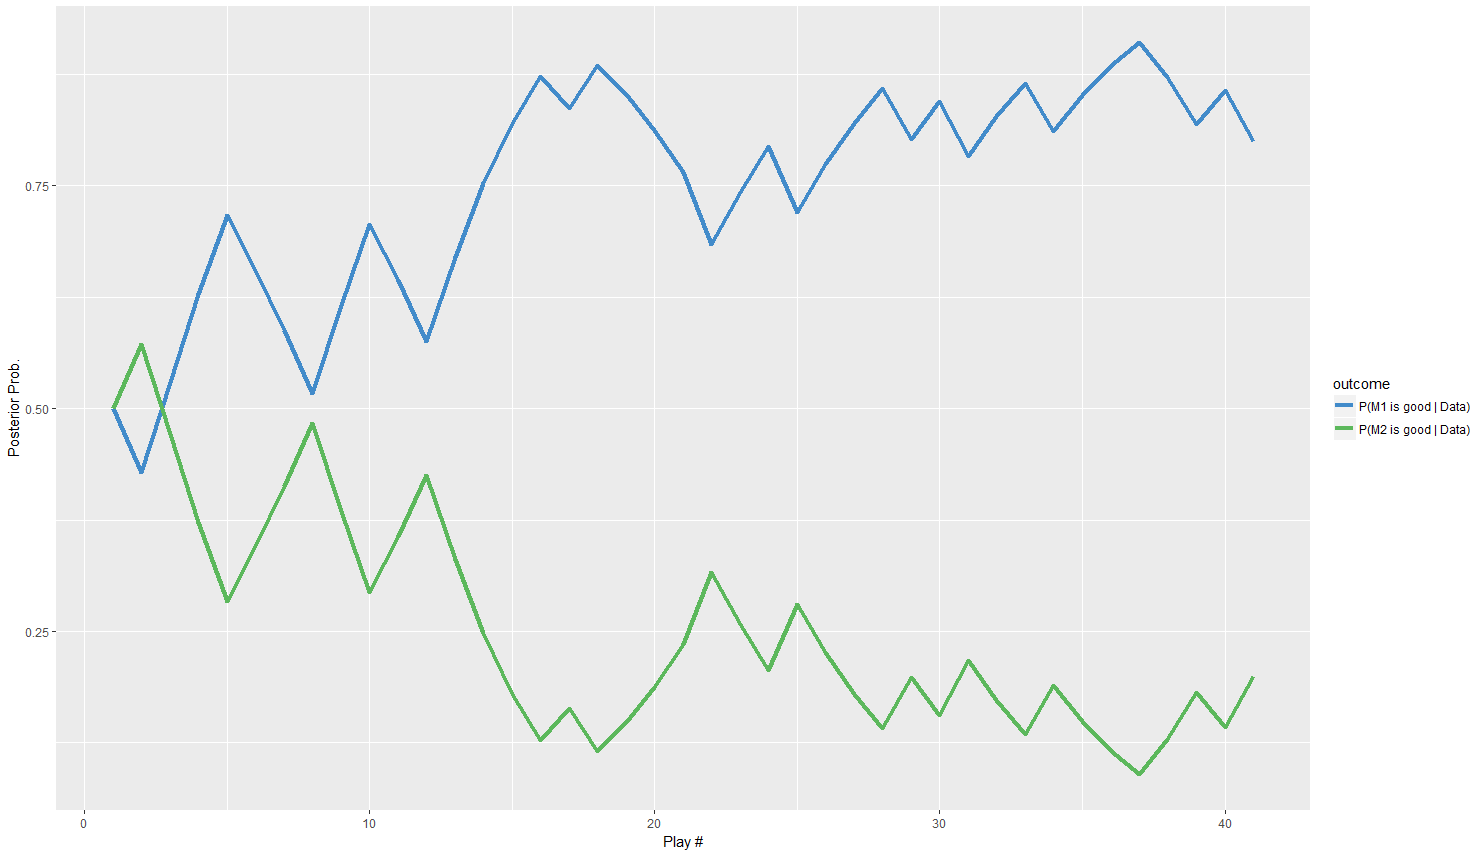 Posterior Prob.
0.75
0.50
0.25
0
10
20
30
40
Play #
outcome
P(M1 is good | Data)
P(M2 is good | Data)